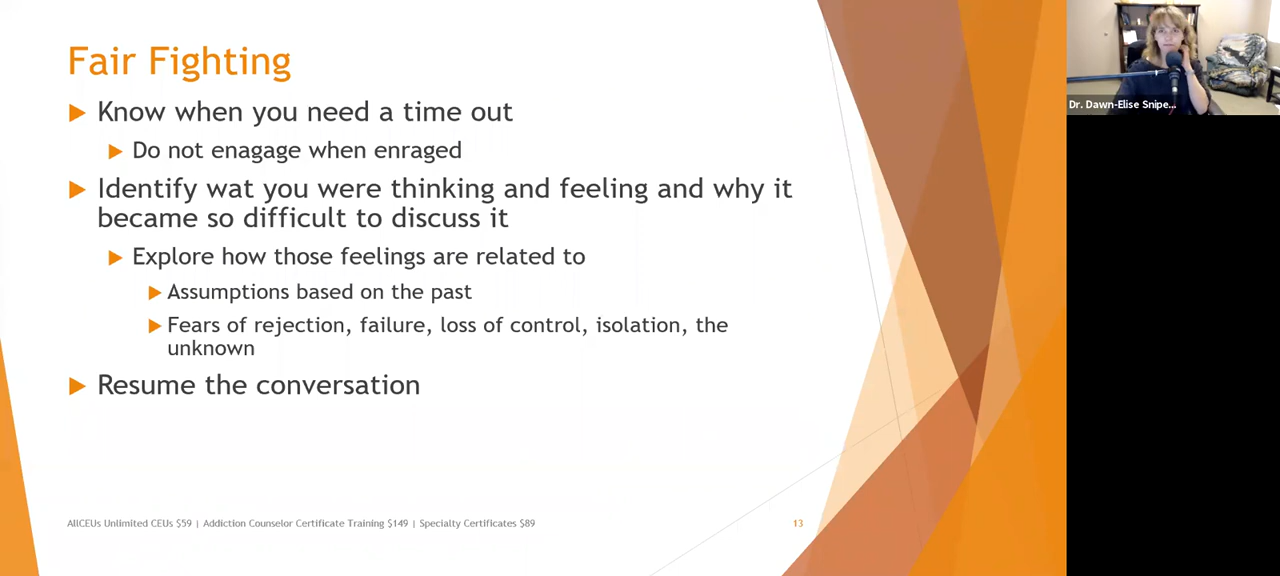 Fair Fighting
Know when you need a time out
Do not enagage when enraged
Identify wat you were thinking and feeling and why it
became so difficult to discuss it
Explore how those feelings are related to
Assumptions based on the past
Fears of rejection, failure, loss of control, isolation, the
unknown
Resume the conversation
AllCEUs Unlimited CEUs $59 | Addiction Counselor Certificate Training $149 | Specialty Certificates $89
13
Dr. Dawn-Elise Snipe...